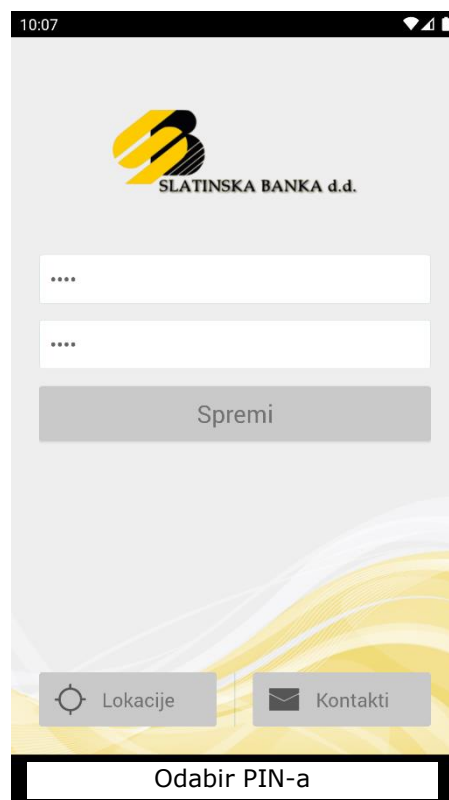 10:07
SLATINSKA BANKA d.d.
••••
••••
Spremi
Lokacije
Kontakti
Odabir PIN-a